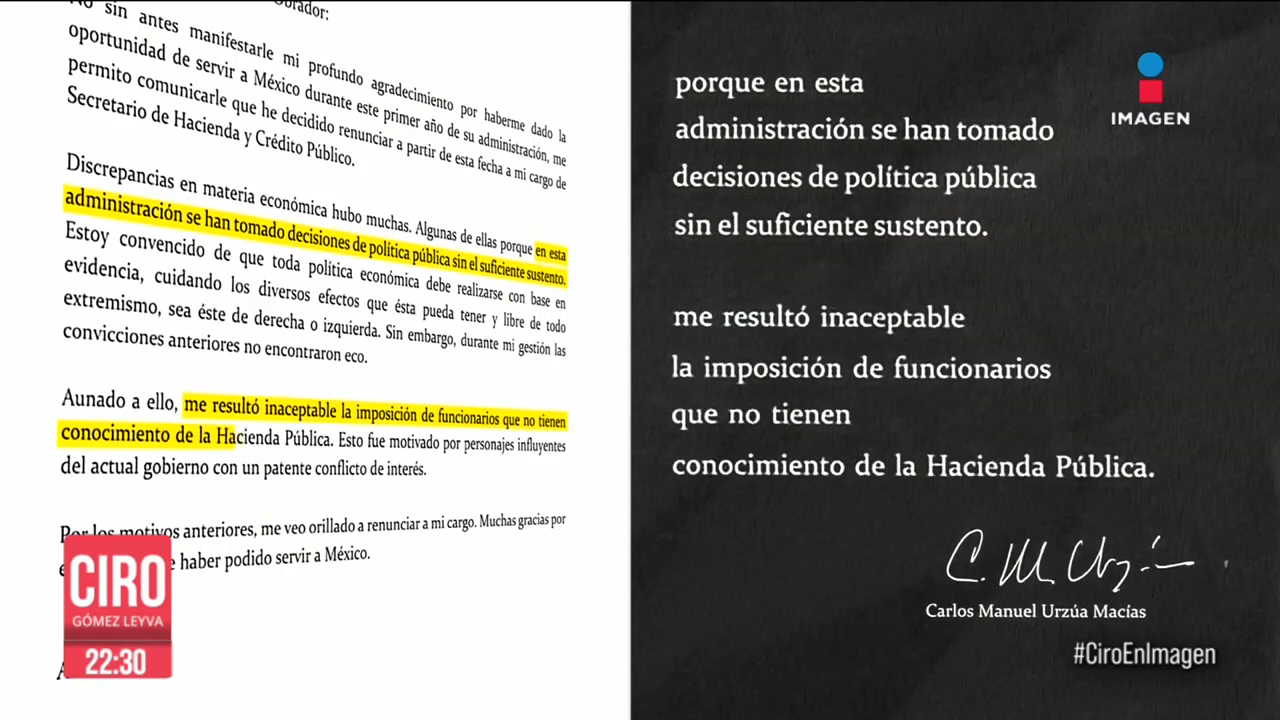 No sin antes manifestarle mi profundo agradecimiento por haberme dado la
oportunidad de servir a México durante este primer año de su administración, me
permito comunicarle que he decidido renunciar a partir de esta fecha a mi cargo de
Secretario de Hacienda y Crédito Público.
Discrepancias en materia económica hubo muchas. Algunas de ellas porque en esta
administración se han tomado decisiones de política pública sin el suficiente sustento.
Estoy convencido de que toda política económica debe realizarse con base en
evidencia, cuidando los diversos efectos que ésta pueda tener y libre de todo
extremismo, sea éste de derecha o izquierda. Sin embargo, durante mi gestión las
convicciones anteriores no encontraron eco.
Aunado a ello, me resultó inaceptable la imposición de funcionarios que no tienen
conocimiento de la Hacienda Pública. Esto fue motivado por personajes influyentes
del actual gobierno con un patente conflicto de interés.
Por los motivos anteriores, me veo orillado a renunciar a mi cargo. Muchas gracias por
haber podido servir a México.
CIRO
GÓMEZ LEYVA
22:30
porque en esta
administración se han tomado
decisiones de política pública
sin el suficiente sustento.
me resultó inaceptable
la imposición de funcionarios
que no tienen
conocimiento de la Hacienda Pública.
Carlos Manuel Urzúa Macías
IMAGEN
#CiroEnImagen